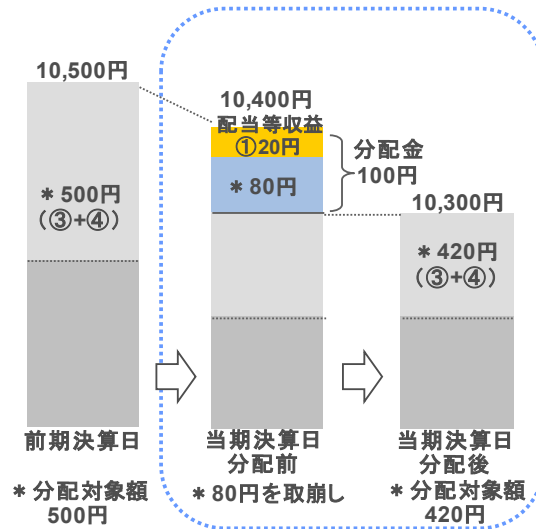 10,500円
10,400円
配当等収益
①20円
分配金
100円
*500円
(③+④)
*80円
10,300円
*420円
(③+④)
前期決算日
当期決算日
分配前
当期決算日
分配後
*分配対象額
500円
*80円を取崩し
*分配対象額
420円